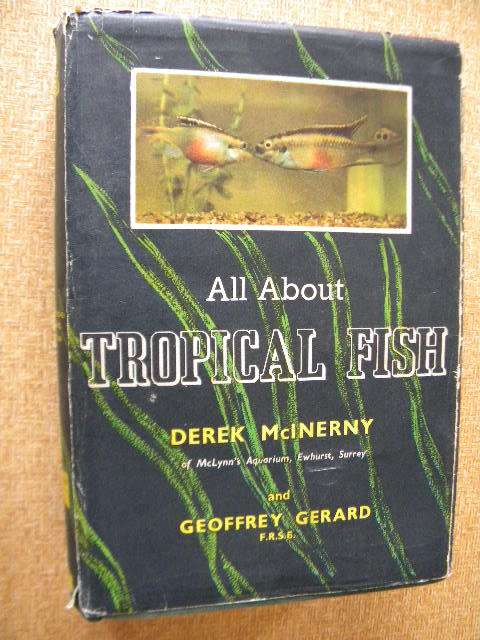 All About
TROPICAL FISH
DEREK McINERNY
of McLynn's Aquarium, Ewhurst, Surrey
and
GEOFFREY GERARD
F.R.S.B.